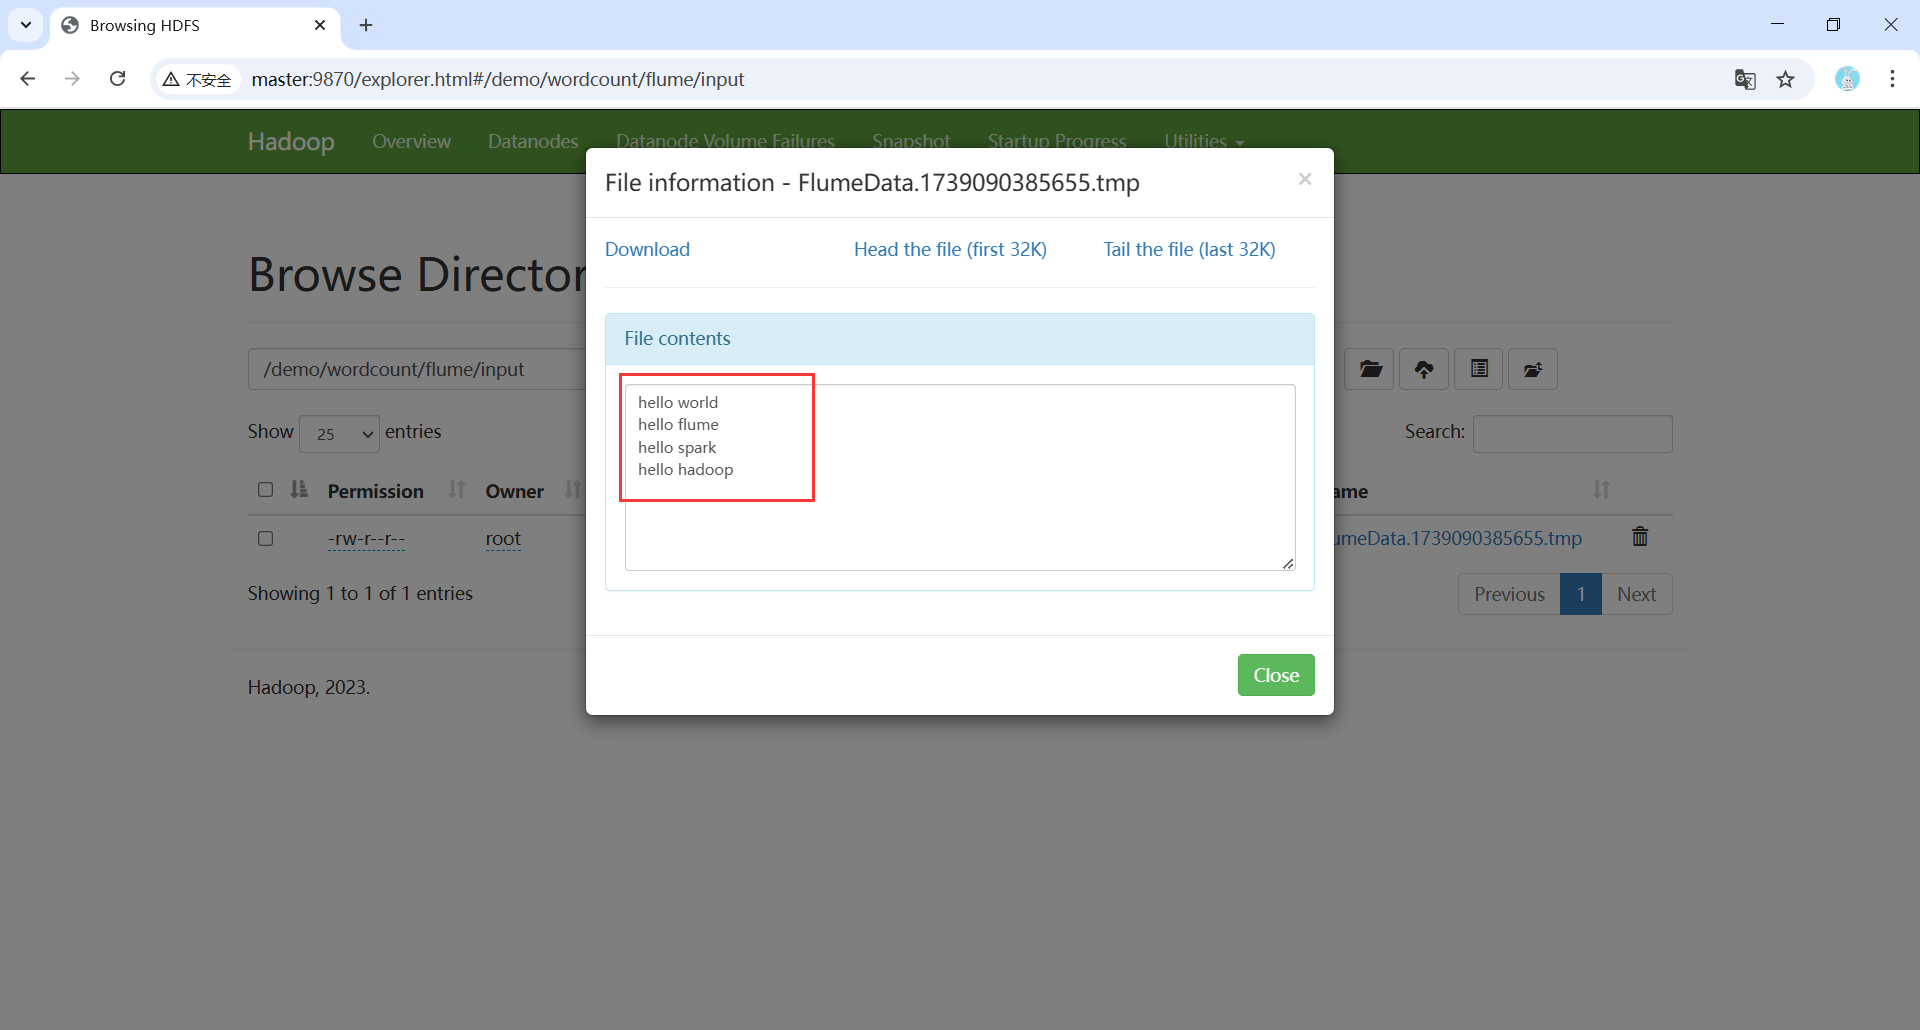 Browsing HDFS
不安全 master:9870/explorer.html#/demo/wordcount/flume/input
Hadoop Overview Datanodes Datanode Volume Failures Snapshot Startup Progress Utilities
File information - FlumeData.1739090385655.tmp ×
Download Head the file (first 32K) Tail the file (last 32K)
Browse Director
File contents
/demo/wordcount/flume/input
hello world
hello flume
hello spark
hello hadoop
Show 25 entries Search:
Permission Owner ame
-rw-r--r-- root umeData.1739090385655.tmp
Showing 1 to 1 of 1 entries Previous 1 Next
Close
Hadoop, 2023.